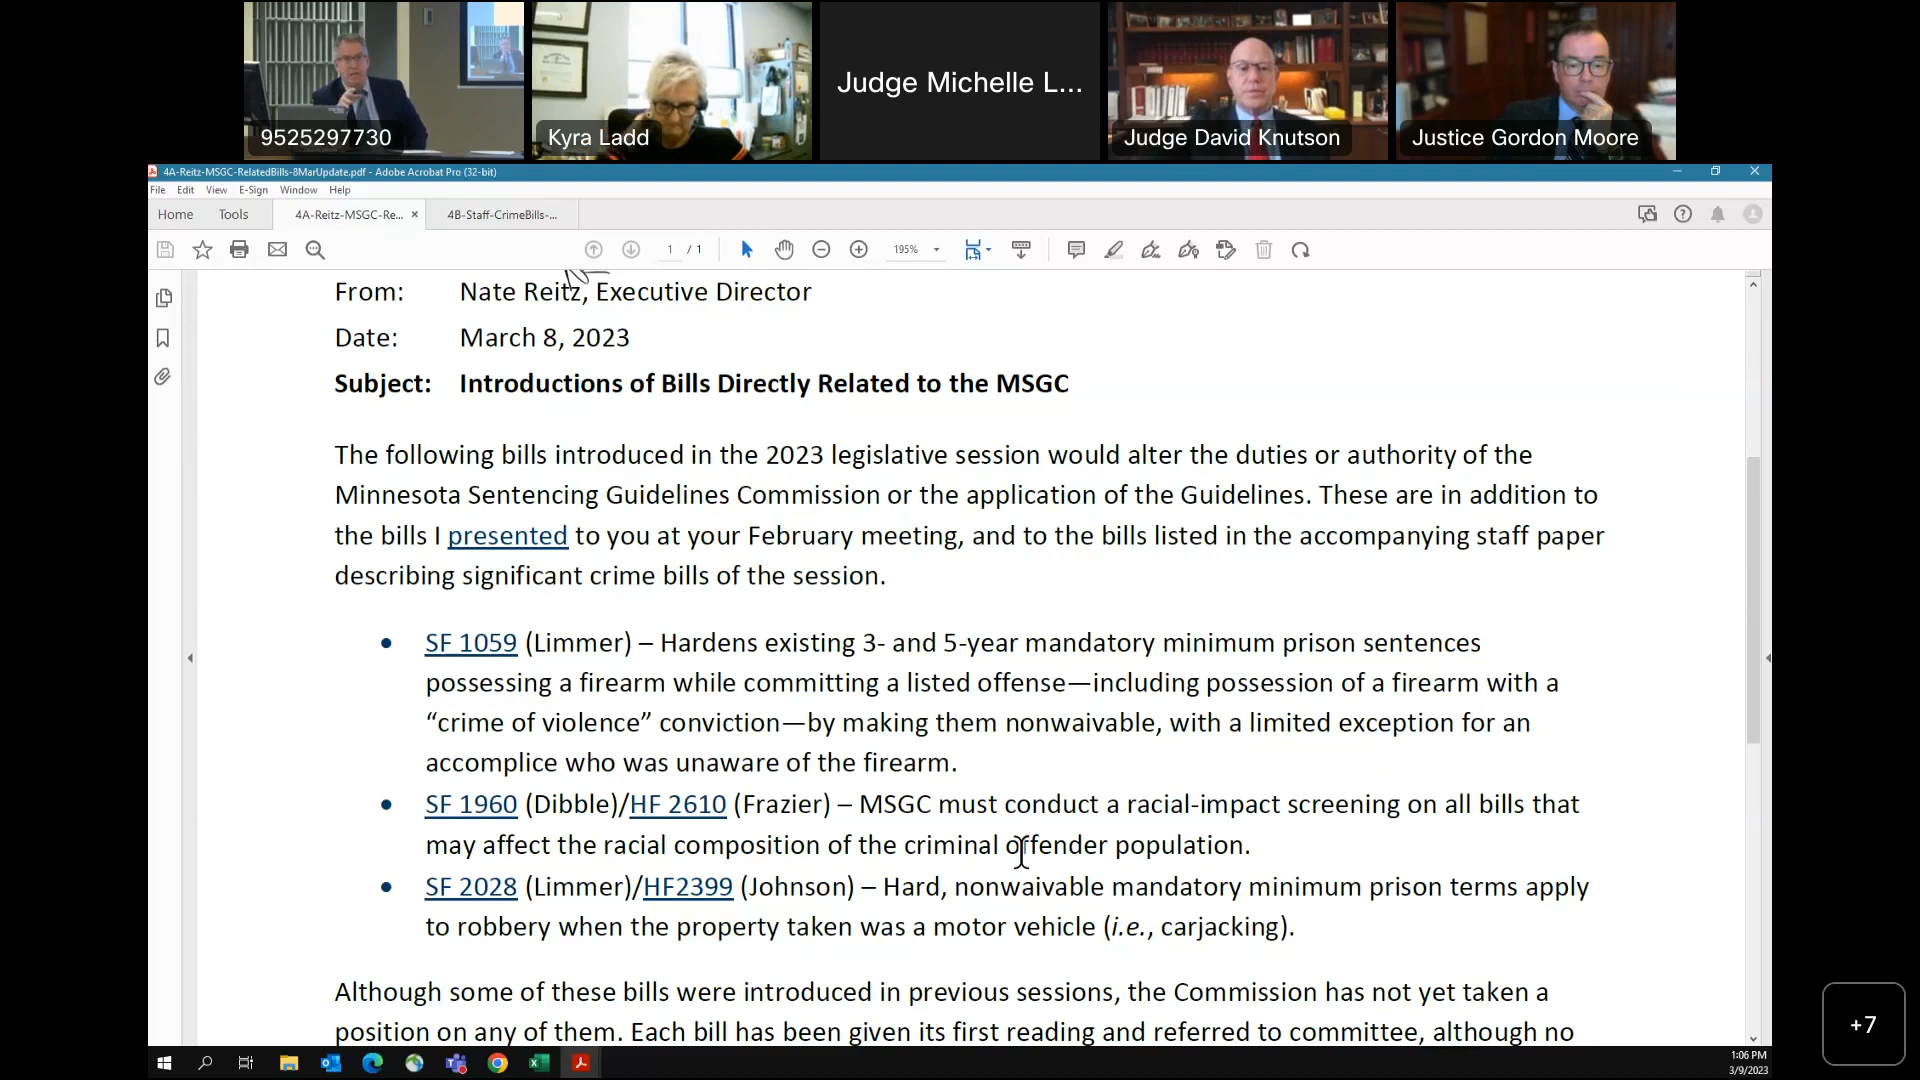 9525297730
Kyra Ladd
Judge Michelle L...
Judge David Knutson
Justice Gordon Moore
4A-Reitz-MSGC-RelatedBills-8MarUpdate.pdf - Adobe Acrobat Pro (32-bit)
File Edit View E-Sign Window Help
Home Tools 4A-Reitz-MSGC-Re... × 4B-Staff-CrimeBills-...
1 / 1 195%
From: Nate Reitz, Executive Director
Date: March 8, 2023
Subject: Introductions of Bills Directly Related to the MSGC
The following bills introduced in the 2023 legislative session would alter the duties or authority of the
Minnesota Sentencing Guidelines Commission or the application of the Guidelines. These are in addition to
the bills I presented to you at your February meeting, and to the bills listed in the accompanying staff paper
describing significant crime bills of the session.
• SF 1059 (Limmer) – Hardens existing 3- and 5-year mandatory minimum prison sentences
possessing a firearm while committing a listed offense—including possession of a firearm with a
“crime of violence” conviction—by making them nonwaivable, with a limited exception for an
accomplice who was unaware of the firearm.
• SF 1960 (Dibble)/HF 2610 (Frazier) – MSGC must conduct a racial-impact screening on all bills that
may affect the racial composition of the criminal offender population.
• SF 2028 (Limmer)/HF2399 (Johnson) – Hard, nonwaivable mandatory minimum prison terms apply
to robbery when the property taken was a motor vehicle (i.e., carjacking).
Although some of these bills were introduced in previous sessions, the Commission has not yet taken a
position on any of them. Each bill has been given its first reading and referred to committee, although no
+7
1:06 PM
3/9/2023